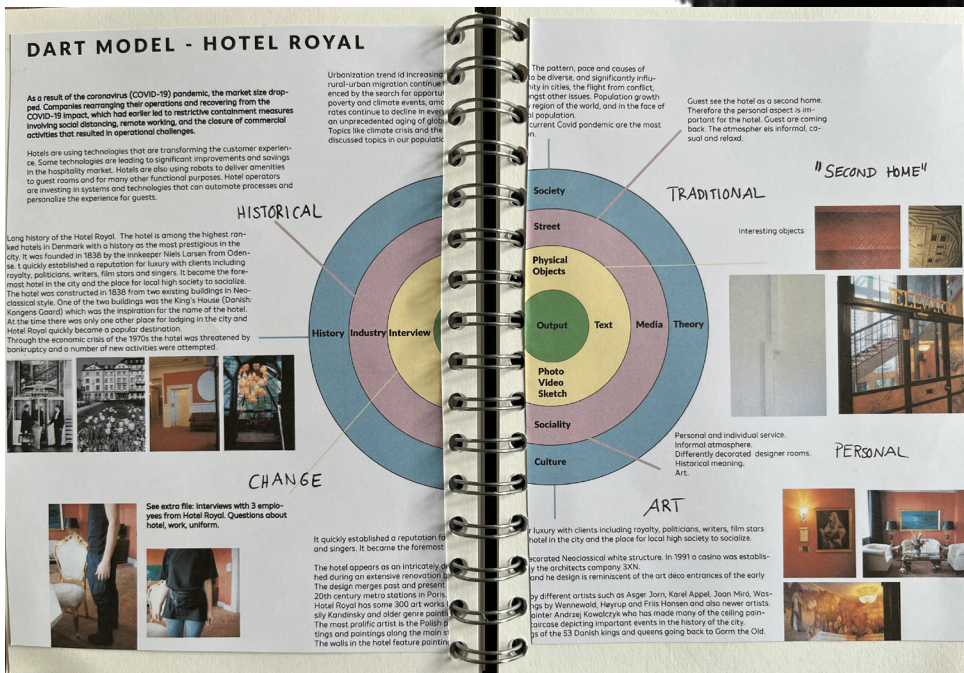 DART MODEL - HOTEL ROYAL
As a result of the coronavirus (COVID-19) pandemic, the market size drop-
ped. Companies rearranging their operations and recovering from the
COVID-19 impact, which had earlier led to restrictive containment measures
involving social distancing, remote working, and the closure of commercial
activities that resulted in operational challenges.
Hotels are using technologies that are transforming the customer experien-
ce. Some technologies are leading to significant improvements and savings
in the hospitality market. Hotels are also using robots to deliver amenities
to guest rooms and for many other functional purposes. Hotel operators
are investing in systems and technologies that can automate processes and
personalize the experience for guests.
HISTORICAL
Long history of the Hotel Royal. The hotel is among the highest ran-
ked hotels in Denmark with a history as the most prestigious in the
city. It was founded in 1838 by the innkeeper Niels Larsen from Oden-
se. t quickly established a reputation for luxury with clients including
royalty, politicians, writers, film stars and singers. It became the fore-
most hotel in the city and the place for local high society to socialize.
The hotel was constructed in 1838 from two existing buildings in Neo-
classical style. One of the two buildings was the King's House (Danish:
Kongens Gaard) which was the inspiration for the name of the hotel.
At the time there was only one other place for lodging in the city and
Hotel Royal quickly became a popular destination.
Through the economic crisis of the 1970s the hotel was threatened by
bankruptcy and a number of new activities were attempted.
CHANGE
See extra file: Interviews with 3 emplo-
yees from Hotel Royal. Questions about
hotel, work, uniform.
Urbanization trend id increasing
rural-urban migration continue
enced by the search for opportun
poverty and climate events, amo
rates continue to decline in every
an unprecedented aging of globa
Topics like climate crisis and the
discussed topics in our populatio
History
Industry
Interview
It quickly established a reputation fo
and singers. It became the foremost
The hotel appears as an intricately d
hed during an extensive renovation b
The design merges past and present
20th century metro stations in Paris.
Hotel Royal has some 300 art works
sily Kandinsky and older genre painti
The most prolific artist is the Polish p
tings and paintings along the main st
The walls in the hotel feature painting
The pattern, pace and causes of
to be diverse, and significantly influ-
ity in cities, the flight from conflict,
ngst other issues. Population growth
region of the world, and in the face of
al population.
current Covid pandemic are the most
n.
Guest see the hotel as a second home.
Therefore the personal aspect is im-
portant for the hotel. Guest are coming
back. The atmospher eis informal, ca-
sual and relaxd.
"SECOND HOME"
TRADITIONAL
Interesting objects
Society
Street
Physical
Objects
Output
Text
Media
Theory
Photo
Video
Sketch
Sociality
Culture
ELEVATOR
Personal and individual service.
Informal atmosphere.
Differently decorated designer rooms.
Historical meaning.
Art.
PERSONAL
ART
r luxury with clients including royalty, politicians, writers, film stars
hotel in the city and the place for local high society to socialize.
ecorated Neoclassical white structure. In 1991 a casino was establis-
y the architects company 3XN.
and he design is reminiscent of the art déco entrances of the early
by different artists such as Asger Jorn, Karel Appel, Joan Miró, Was-
ngs by Wennewald, Høyrup and Friis Hansen and also newer artists.
ainter Andrzej Kowalczyk who has made many of the ceiling pain-
taircase depicting important events in the history of the city.
gs of the 53 Danish kings and queens going back to Gorm the Old.